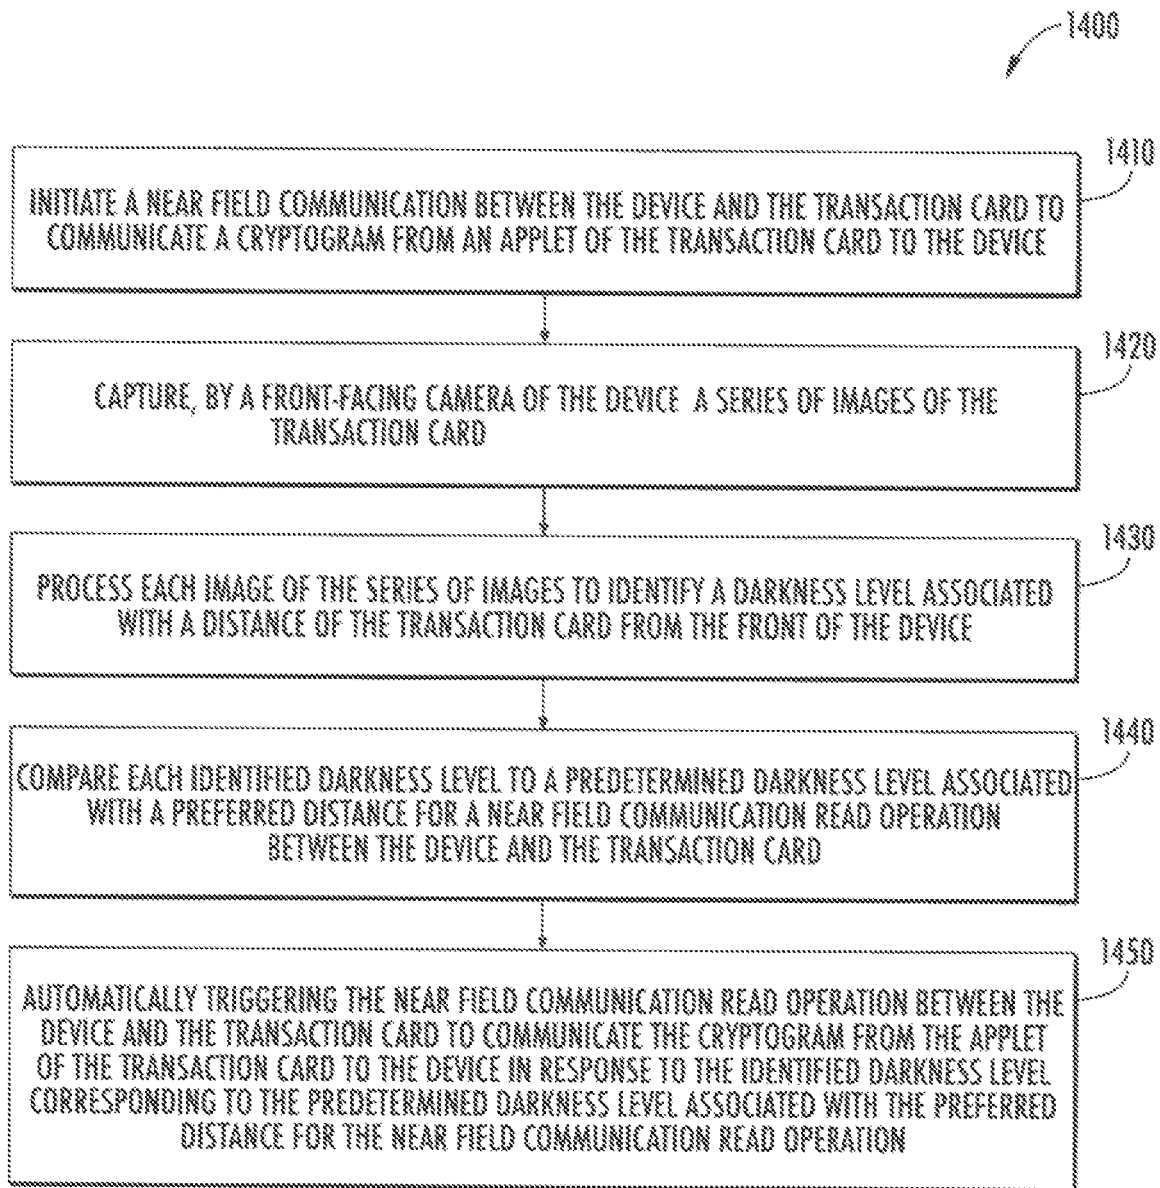 1400
1410
INITIATE A NEAR FIELD COMMUNICATION BETWEEN THE DEVICE AND THE TRANSACTION CARD TO
COMMUNICATE A CRYPTOGRAM FROM AN APPLET OF THE TRANSACTION CARD TO THE DEVICE
1420
CAPTURE, BY A FRONT-FACING CAMERA OF THE DEVICE A SERIES OF IMAGES OF THE
TRANSACTION CARD
1430
PROCESS EACH IMAGE OF THE SERIES OF IMAGES TO IDENTIFY A DARKNESS LEVEL ASSOCIATED
WITH A DISTANCE OF THE TRANSACTION CARD FROM THE FRONT OF THE DEVICE
1440
COMPARE EACH IDENTIFIED DARKNESS LEVEL TO A PREDETERMINED DARKNESS LEVEL ASSOCIATED
WITH A PREFERRED DISTANCE FOR A NEAR FIELD COMMUNICATION READ OPERATION
BETWEEN THE DEVICE AND THE TRANSACTION CARD
1450
AUTOMATICALLY TRIGGERING THE NEAR FIELD COMMUNICATION READ OPERATION BETWEEN THE
DEVICE AND THE TRANSACTION CARD TO COMMUNICATE THE CRYPTOGRAM FROM THE APPLET
OF THE TRANSACTION CARD TO THE DEVICE IN RESPONSE TO THE IDENTIFIED DARKNESS LEVEL
CORRESPONDING TO THE PREDETERMINED DARKNESS LEVEL ASSOCIATED WITH THE PREFERRED
DISTANCE FOR THE NEAR FIELD COMMUNICATION READ OPERATION